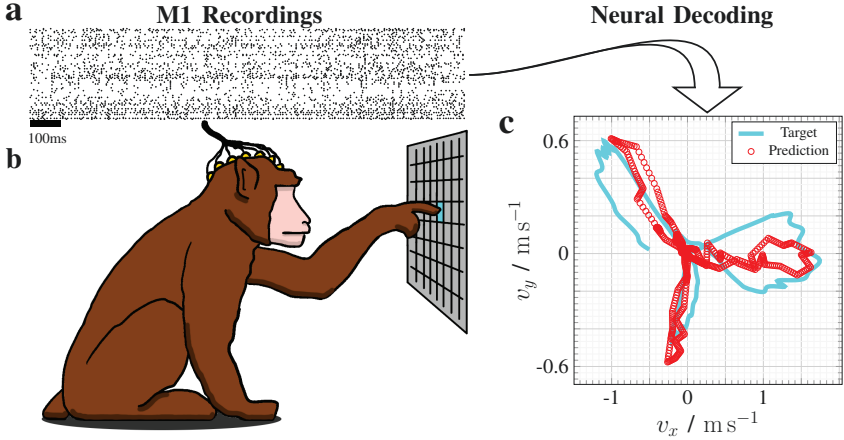 a
M1 Recordings
Neural Decoding
100ms
b
c
Target
Prediction
0.6
0
-0.6
v_y / m s⁻¹
-1
0
1
v_x / m s⁻¹